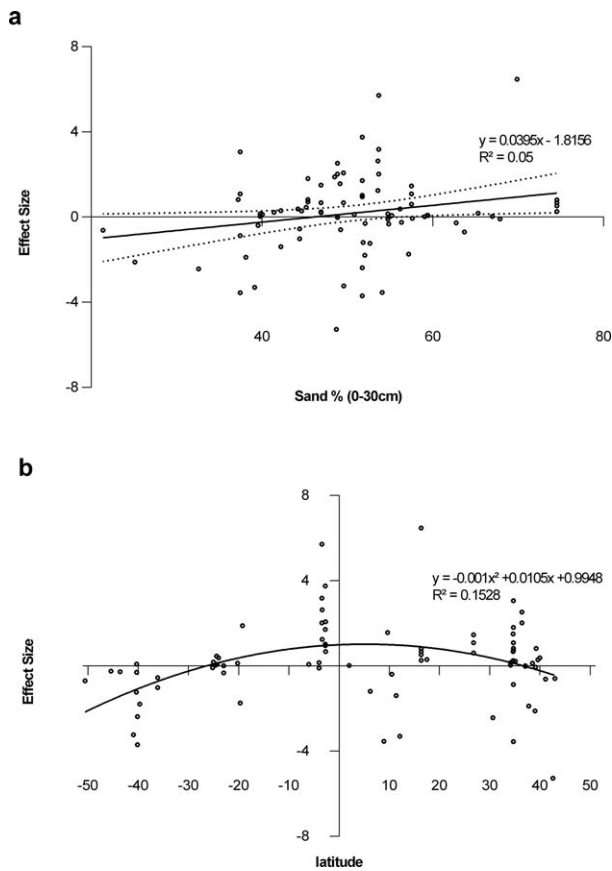 a
8
4
0
-4
-8
Effect Size
y = 0.0395x - 1.8156
R² = 0.05
40
60
80
Sand % (0-30cm)
b
8
4
0
-4
-8
Effect Size
y = -0.001x² +0.0105x +0.9948
R² = 0.1528
-50
-40
-30
-20
-10
10
20
30
40
50
latitude